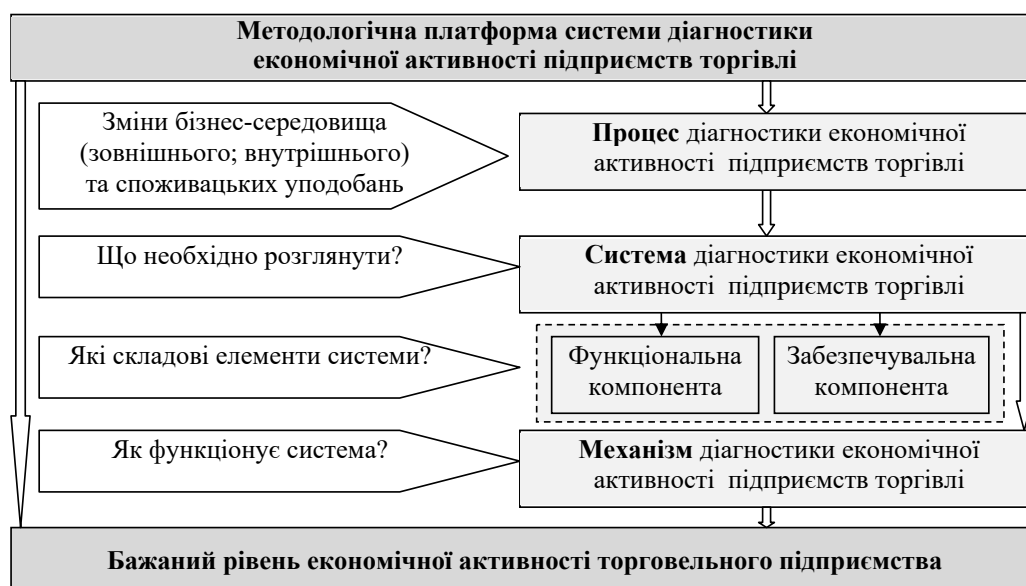 Методологічна платформа системи діагностики
економічної активності підприємств торгівлі
Зміни бізнес-середовища
(зовнішнього; внутрішнього)
та споживацьких уподобань
Процес діагностики економічної
активності підприємств торгівлі
Що необхідно розглянути?
Система діагностики економічної
активності підприємств торгівлі
Які складові елементи системи?
Функціональна
компонента
Забезпечувальна
компонента
Як функціонує система?
Механізм діагностики економічної
активності підприємств торгівлі
Бажаний рівень економічної активності торговельного підприємства